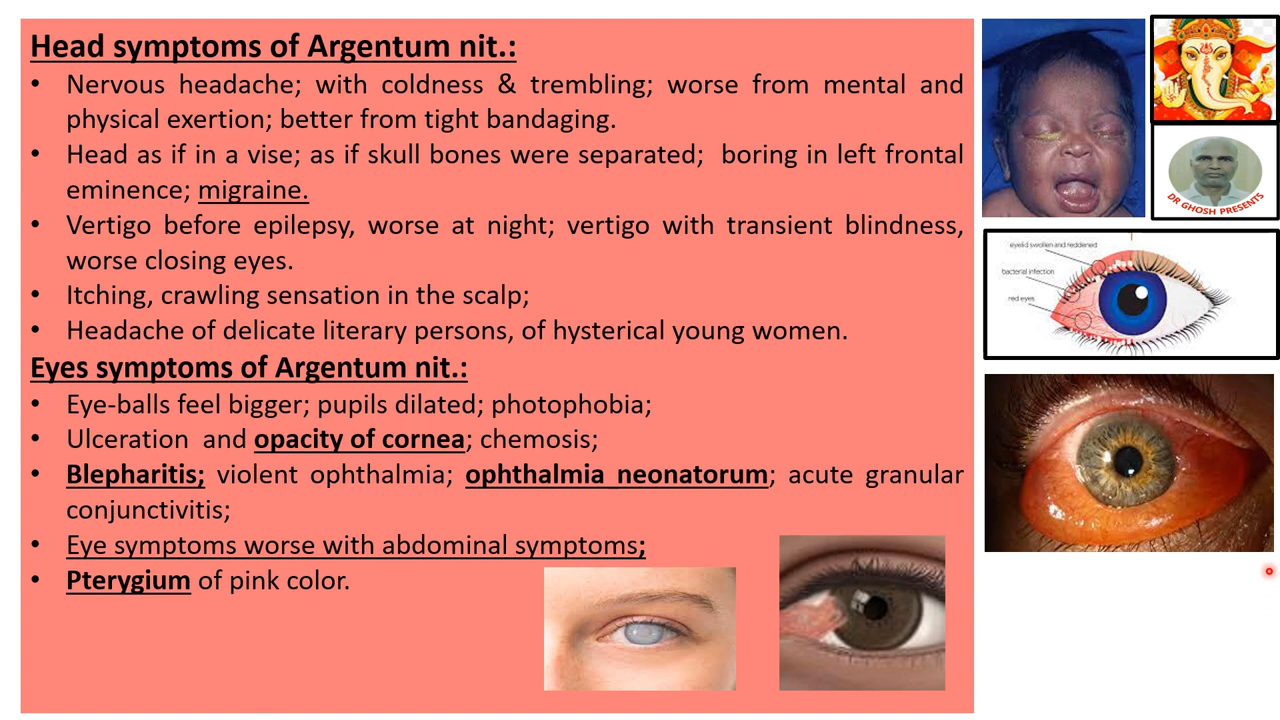 Head symptoms of Argentum nit.:
• Nervous headache; with coldness & trembling; worse from mental and
physical exertion; better from tight bandaging.
• Head as if in a vise; as if skull bones were separated; boring in left frontal
eminence; migraine.
• Vertigo before epilepsy, worse at night; vertigo with transient blindness,
worse closing eyes.
• Itching, crawling sensation in the scalp;
• Headache of delicate literary persons, of hysterical young women.
Eyes symptoms of Argentum nit.:
• Eye-balls feel bigger; pupils dilated; photophobia;
• Ulceration and opacity of cornea; chemosis;
• Blepharitis; violent ophthalmia; ophthalmia neonatorum; acute granular
conjunctivitis;
• Eye symptoms worse with abdominal symptoms;
• Pterygium of pink color.
DR GHOSH PRESENTS
eyelid swollen and reddened
bacterial infection
red eyes